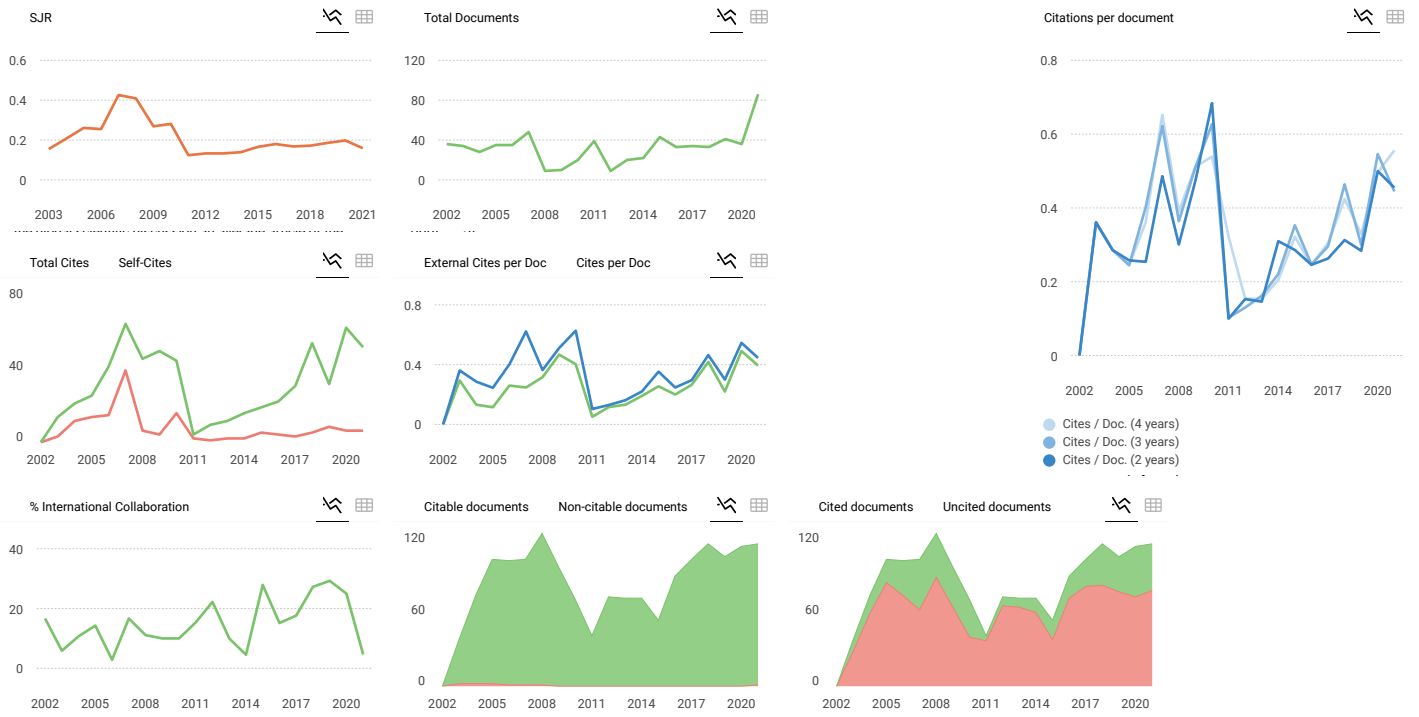 SJR
0.6
0.4
0.2
0
2003 2006 2009 2012 2015 2018 2021
Total Documents
120
80
40
0
2002 2005 2008 2011 2014 2017 2020
Citations per document
0.8
0.6
0.4
0.2
0
2002 2005 2008 2011 2014 2017 2020
Cites / Doc. (4 years)
Cites / Doc. (3 years)
Cites / Doc. (2 years)
Total Cites Self-Cites
80
40
0
2002 2005 2008 2011 2014 2017 2020
External Cites per Doc Cites per Doc
0.8
0.4
0
2002 2005 2008 2011 2014 2017 2020
% International Collaboration
40
20
0
2002 2005 2008 2011 2014 2017 2020
Citable documents Non-citable documents
120
60
0
2002 2005 2008 2011 2014 2017 2020
Cited documents Uncited documents
120
60
0
2002 2005 2008 2011 2014 2017 2020